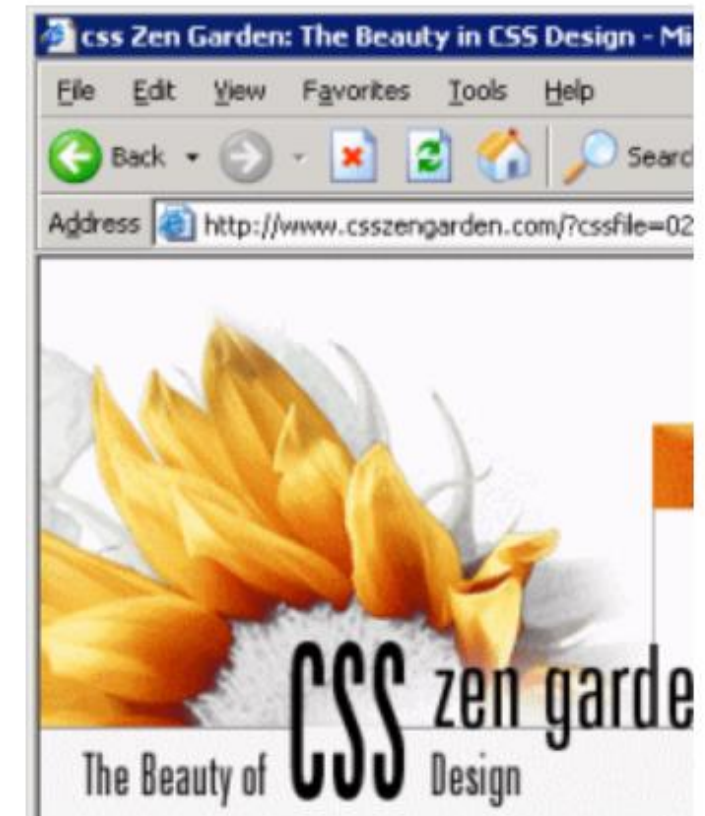 css Zen Garden: The Beauty in CSS Design - Mi
File Edit View Favorites Tools Help
Back Searc
Address http://www.csszengarden.com/?cssfile=02
CSS zen garde
The Beauty of CSS Design